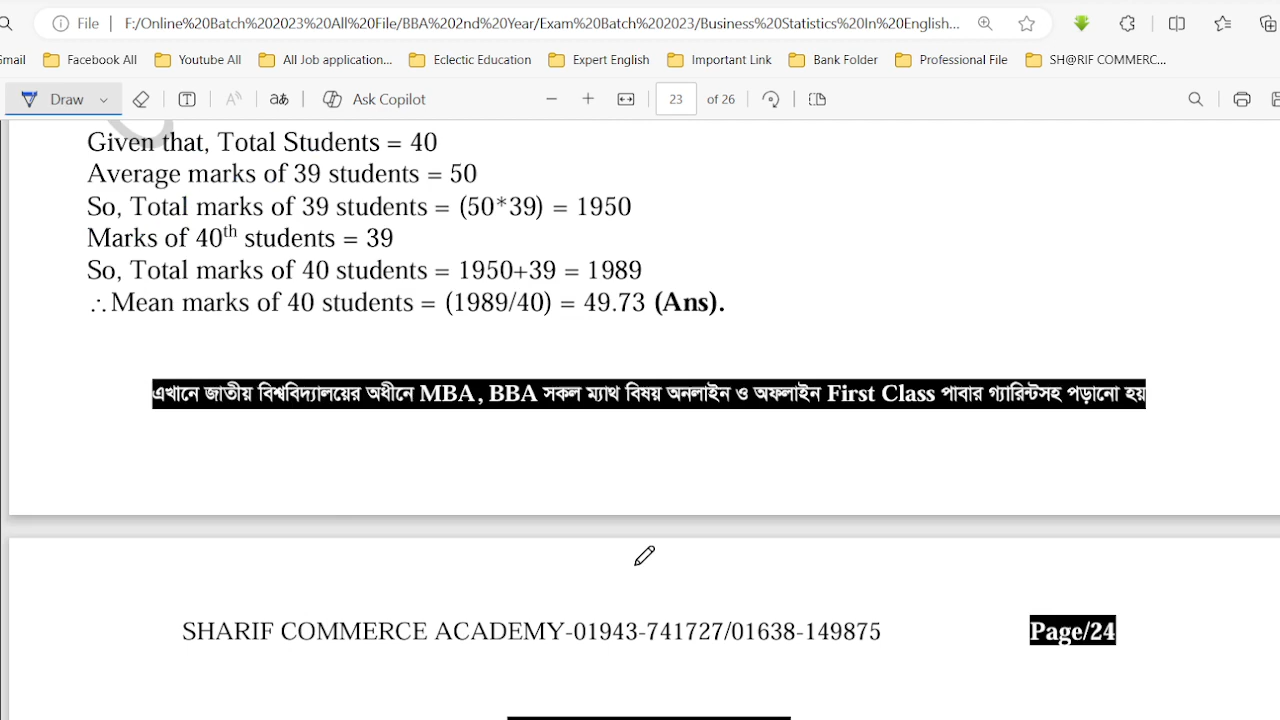 File F:/Online%20Batch%202023%20All%20File/BBA%202nd%20Year/Exam%20Batch%202023/Business%20Statistics%20In%20English...
Gmail Facebook All Youtube All All Job application... Eclectic Education Expert English Important Link Bank Folder Professional File SH@RIF COMMERC...
Draw aあ Ask Copilot 23 of 26
Given that, Total Students = 40
Average marks of 39 students = 50
So, Total marks of 39 students = (50*39) = 1950
Marks of 40th students = 39
So, Total marks of 40 students = 1950+39 = 1989
∴Mean marks of 40 students = (1989/40) = 49.73 (Ans).
এখানে জাতীয় বিশ্ববিদ্যালয়ের অধীনে MBA, BBA সকল ম্যাথ বিষয় অনলাইন ও অফলাইন First Class পাবার গ্যারিন্টসহ পড়ানো হয়
SHARIF COMMERCE ACADEMY-01943-741727/01638-149875 Page/24